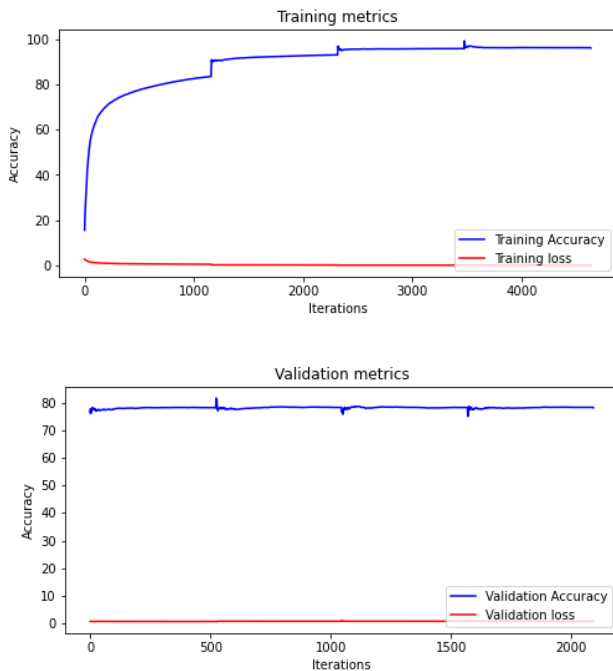 Training metrics
100
80
60
40
20
0
Accuracy
Training Accuracy
Training loss
0 1000 2000 3000 4000
Iterations
Validation metrics
80
70
60
50
40
30
20
10
0
Accuracy
Validation Accuracy
Validation loss
0 500 1000 1500 2000
Iterations